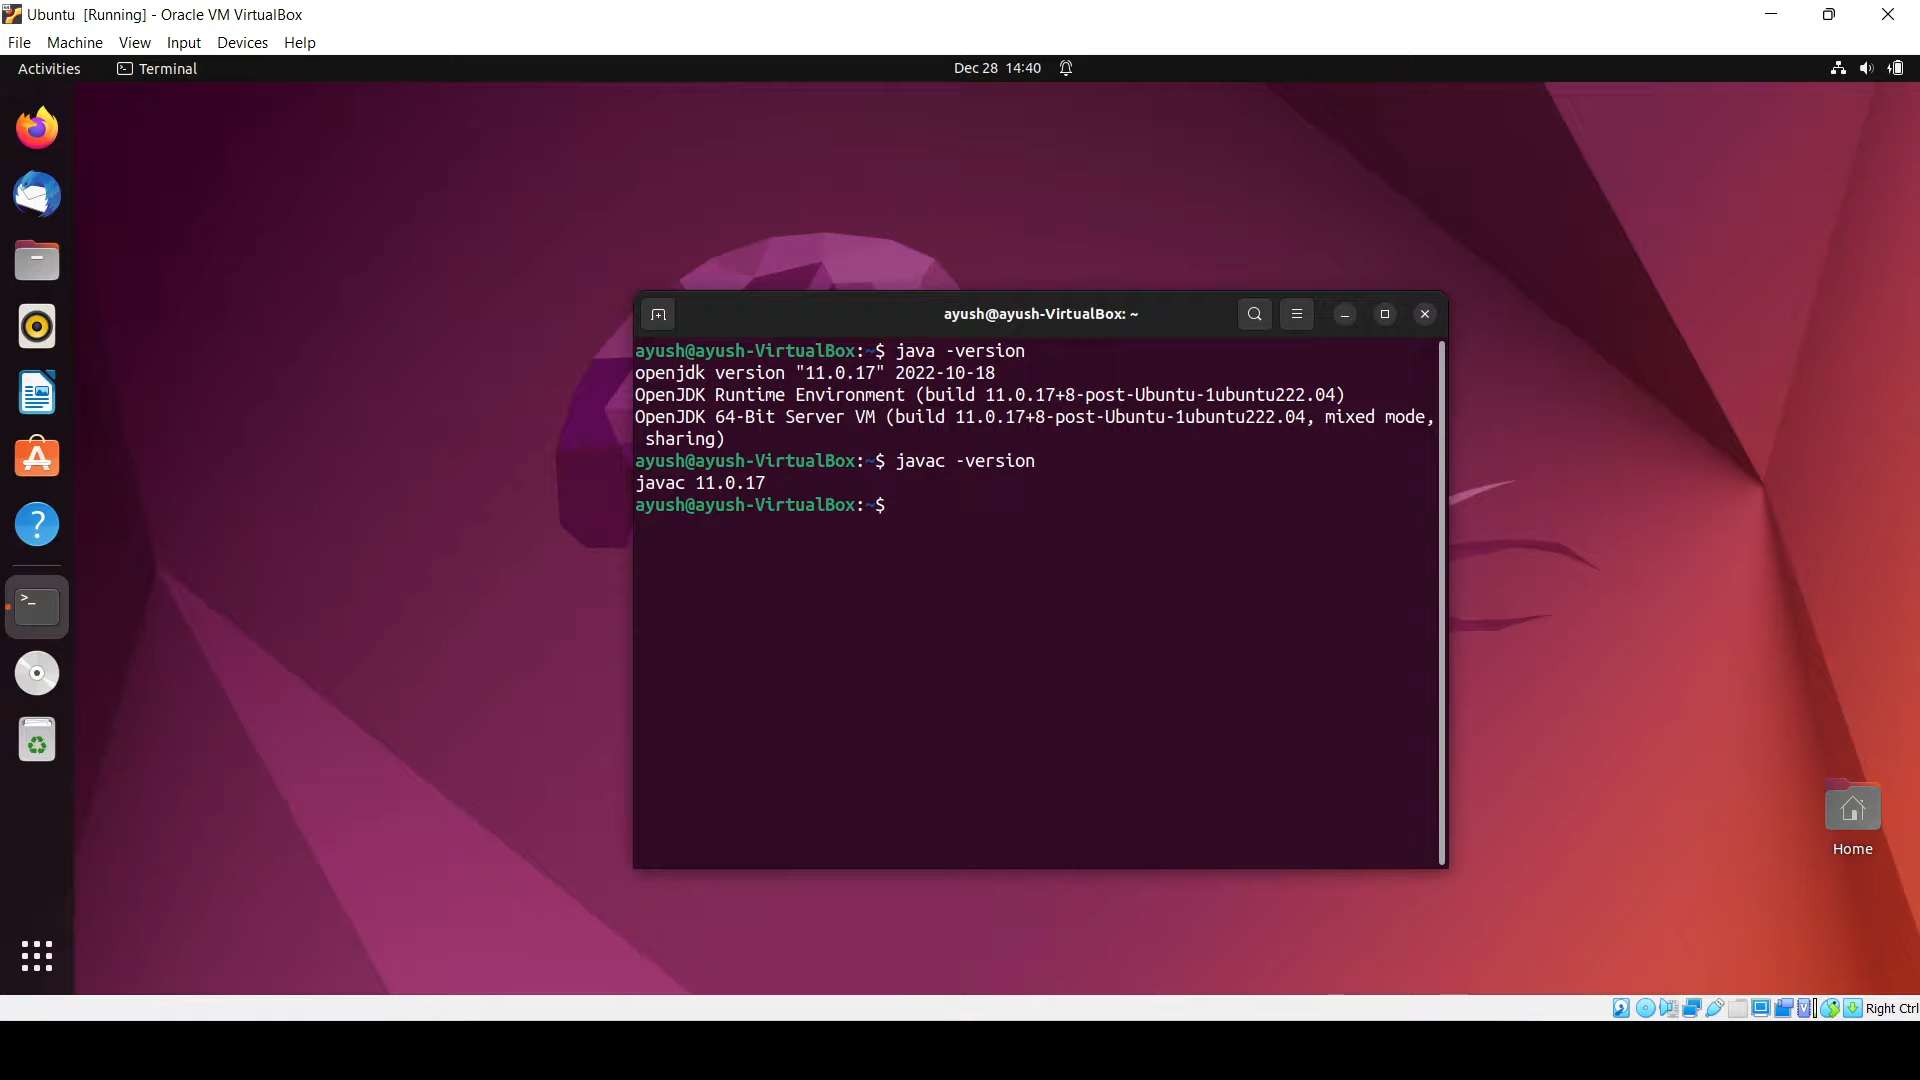 Ubuntu [Running] - Oracle VM VirtualBox
File Machine View Input Devices Help
Activities Terminal Dec 28 14:40
ayush@ayush-VirtualBox: ~
ayush@ayush-VirtualBox:~$ java -version
openjdk version "11.0.17" 2022-10-18
OpenJDK Runtime Environment (build 11.0.17+8-post-Ubuntu-1ubuntu222.04)
OpenJDK 64-Bit Server VM (build 11.0.17+8-post-Ubuntu-1ubuntu222.04, mixed mode,
sharing)
ayush@ayush-VirtualBox:~$ javac -version
javac 11.0.17
ayush@ayush-VirtualBox:~$
Home
Right Ctrl